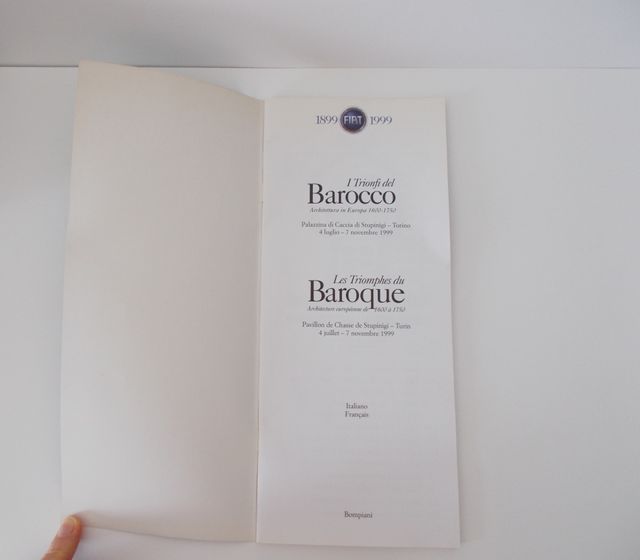 1899 FIAT 1999
I Trionfi del
Barocco
Architettura in Europa 1600-1750
Palazzina di Caccia di Stupinigi – Torino
4 luglio – 7 novembre 1999
Les Triomphes du
Baroque
Architecture européenne de 1600 à 1750
Pavillon de Chasse de Stupinigi – Turin
4 juillet – 7 novembre 1999
Italiano
Français
Bompiani